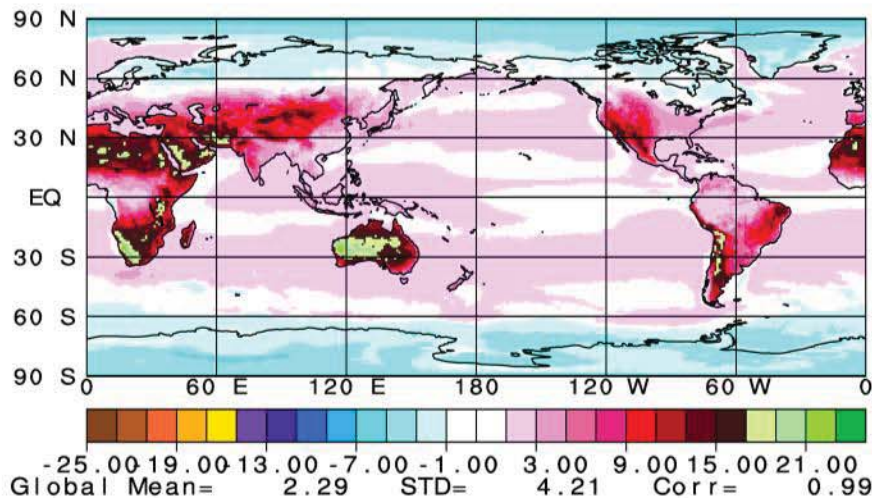 90 N
60 N
30 N
EQ
30 S
60 S
90 S
0 60 E 120 E 180 120 W 60 W 0
-25.00 -19.00 -13.00 -7.00 -1.00 3.00 9.00 15.00 21.00
Global Mean= 2.29 STD= 4.21 Corr= 0.99